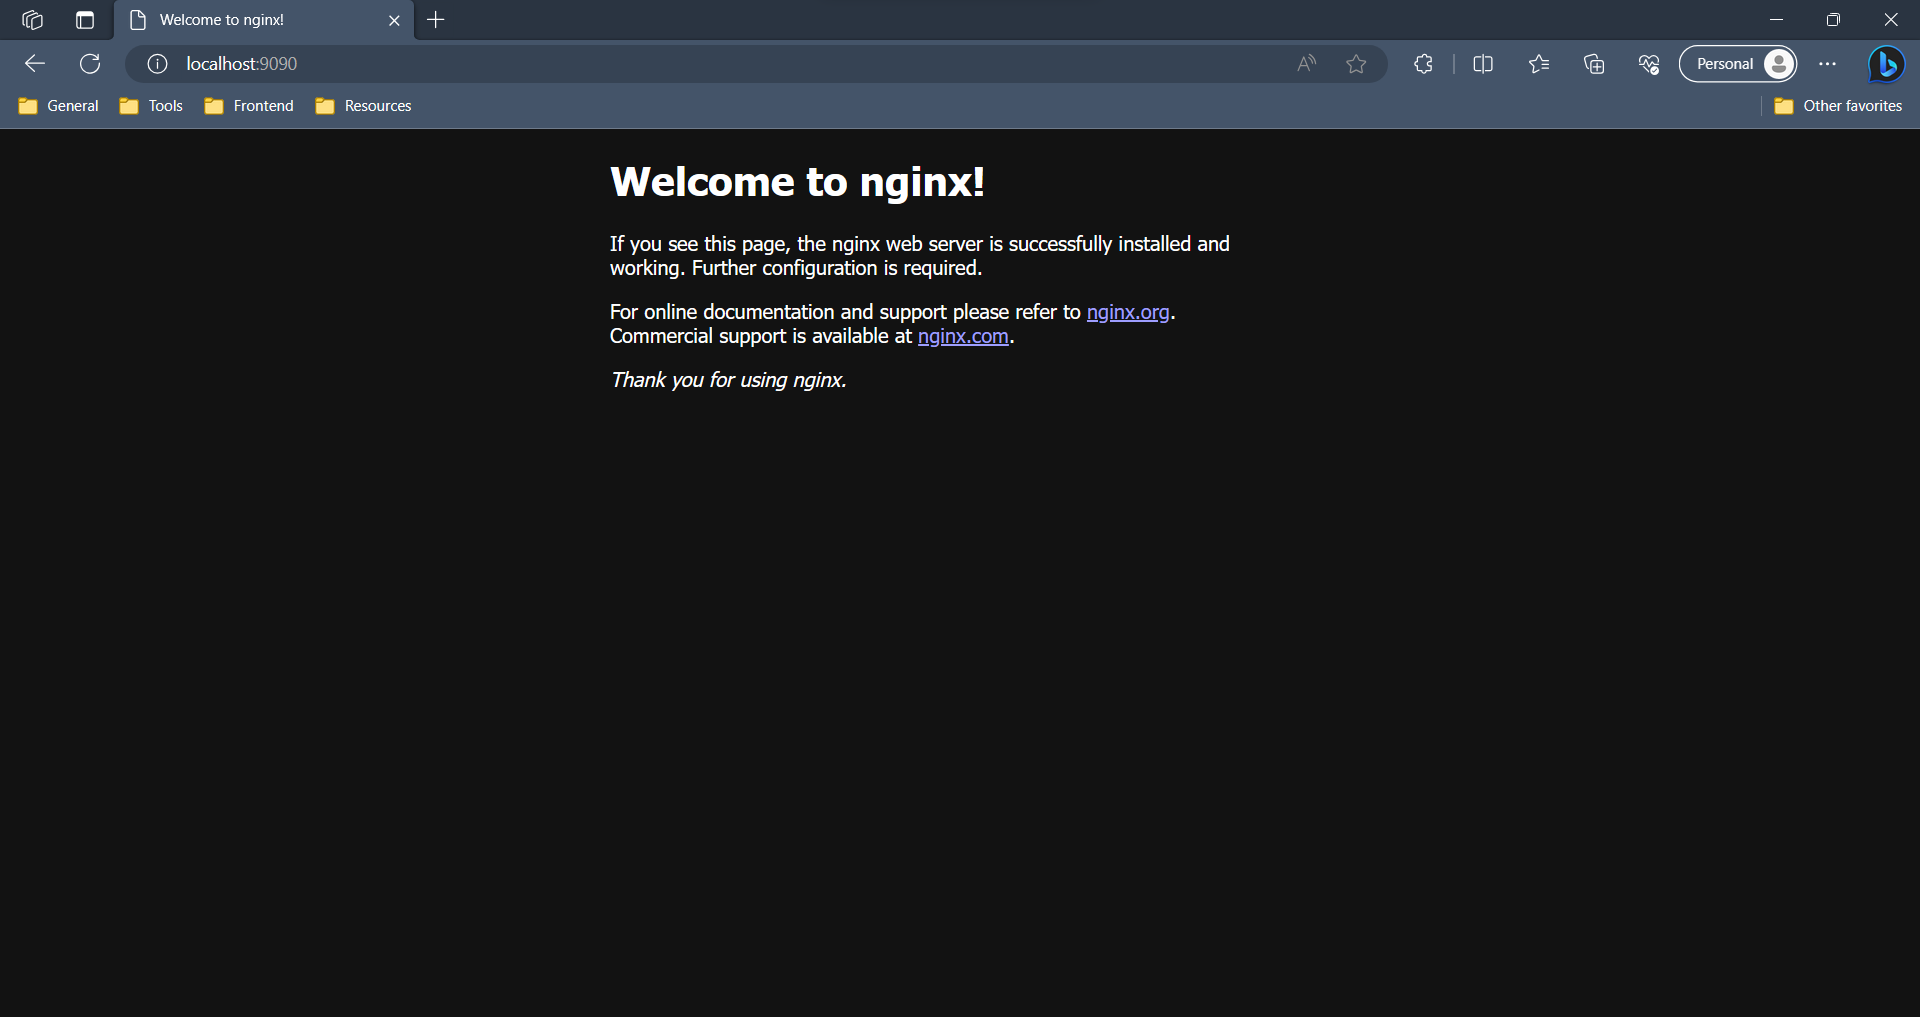 Welcome to nginx!
localhost:9090
Personal
General
Tools
Frontend
Resources
Other favorites
Welcome to nginx!
If you see this page, the nginx web server is successfully installed and
working. Further configuration is required.
For online documentation and support please refer to nginx.org.
Commercial support is available at nginx.com.
Thank you for using nginx.